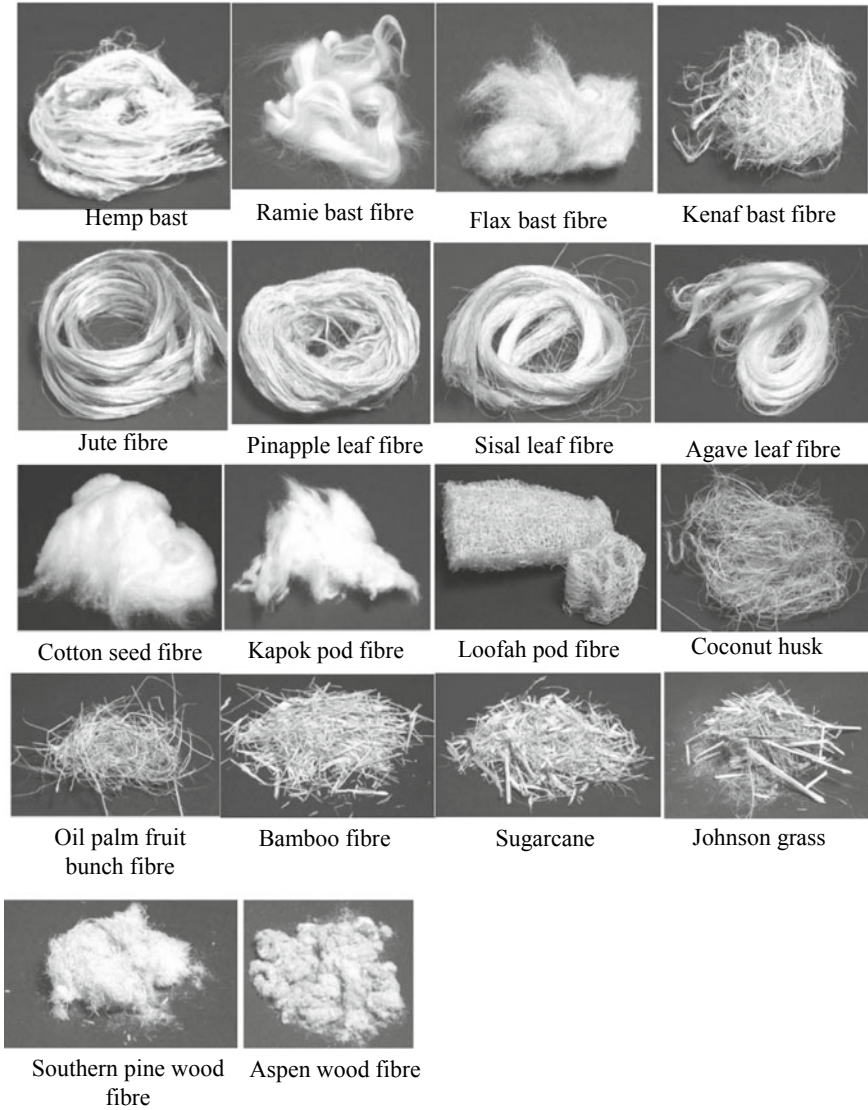 Hemp bast
Ramie bast fibre
Flax bast fibre
Kenaf bast fibre
Jute fibre
Pinapple leaf fibre
Sisal leaf fibre
Agave leaf fibre
Cotton seed fibre
Kapok pod fibre
Loofah pod fibre
Coconut husk
Oil palm fruit
bunch fibre
Bamboo fibre
Sugarcane
Johnson grass
Southern pine wood
fibre
Aspen wood fibre